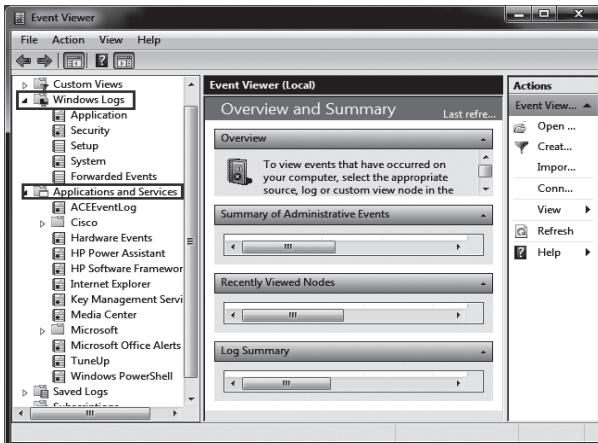 Event Viewer
File Action View Help
Custom Views
Windows Logs
Application
Security
Setup
System
Forwarded Events
Applications and Services
ACEEventLog
Cisco
Hardware Events
HP Power Assistant
HP Software Framewor
Internet Explorer
Key Management Servi
Media Center
Microsoft
Microsoft Office Alerts
TuneUp
Windows PowerShell
Saved Logs
Subscriptions
Event Viewer (Local)
Overview and Summary Last refre...
Overview
To view events that have occurred on
your computer, select the appropriate
source, log or custom view node in the
Summary of Administrative Events
Recently Viewed Nodes
Log Summary
Actions
Event View...
Open ...
Creat...
Impor...
Conn...
View
Refresh
Help